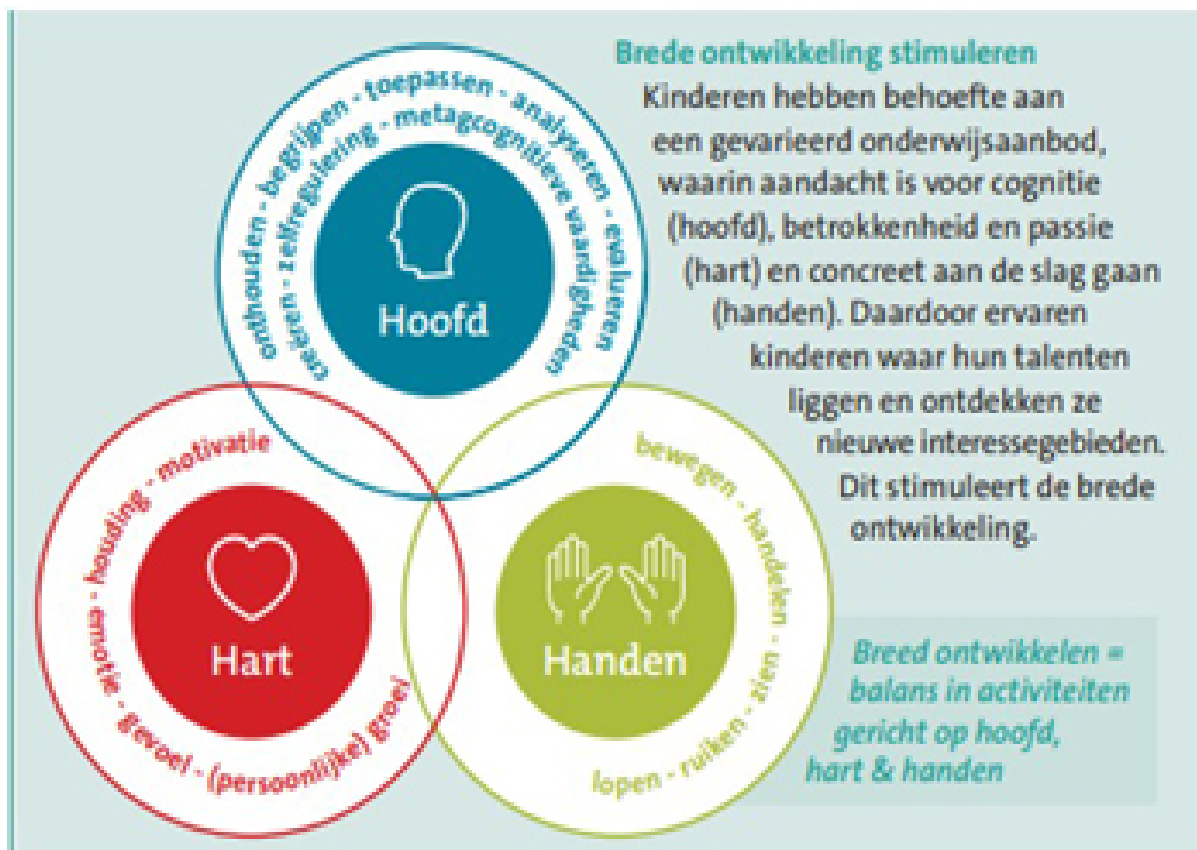 Brede ontwikkeling stimuleren
Kinderen hebben behoefte aan
een gevarieerd onderwijsaanbod,
waarin aandacht is voor cognitie
(hoofd), betrokkenheid en passie
(hart) en concreet aan de slag gaan
(handen). Daardoor ervaren
kinderen waar hun talenten
liggen en ontdekken ze
nieuwe interessegebieden.
Dit stimuleert de brede
ontwikkeling.
onthouden - begrijpen - toepassen - analyseren - evalueren
creëren - zelfregulering - metagcognitieve vaardigheden
Hoofd
motivatie - houding - emotie - gevoel - (persoonlijke) groei
Hart
bewegen - handelen - zien - ruiken - lopen
Handen
Breed ontwikkelen =
balans in activiteiten
gericht op hoofd,
hart & handen